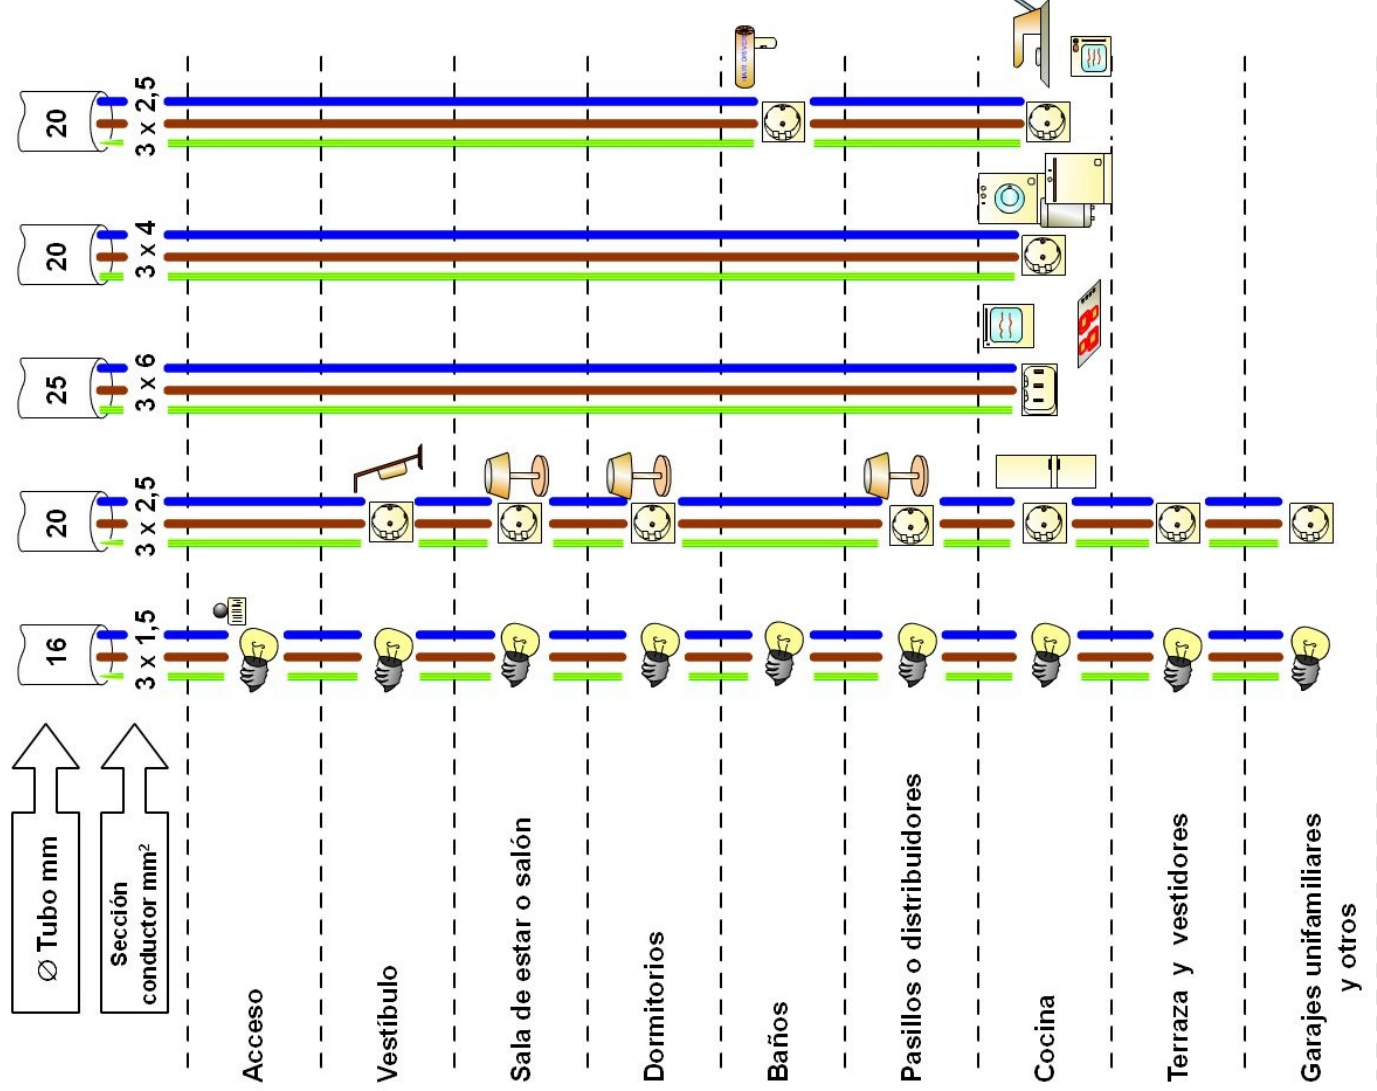 Ø Tubo mm
16
20
25
20
20
Sección
conductor mm²
3 x 1,5
3 x 2,5
3 x 6
3 x 4
3 x 2,5
Acceso
Vestíbulo
Sala de estar o salón
Dormitorios
Baños
Pasillos o distribuidores
Cocina
Terraza y vestidores
Garajes unifamiliares
y otros